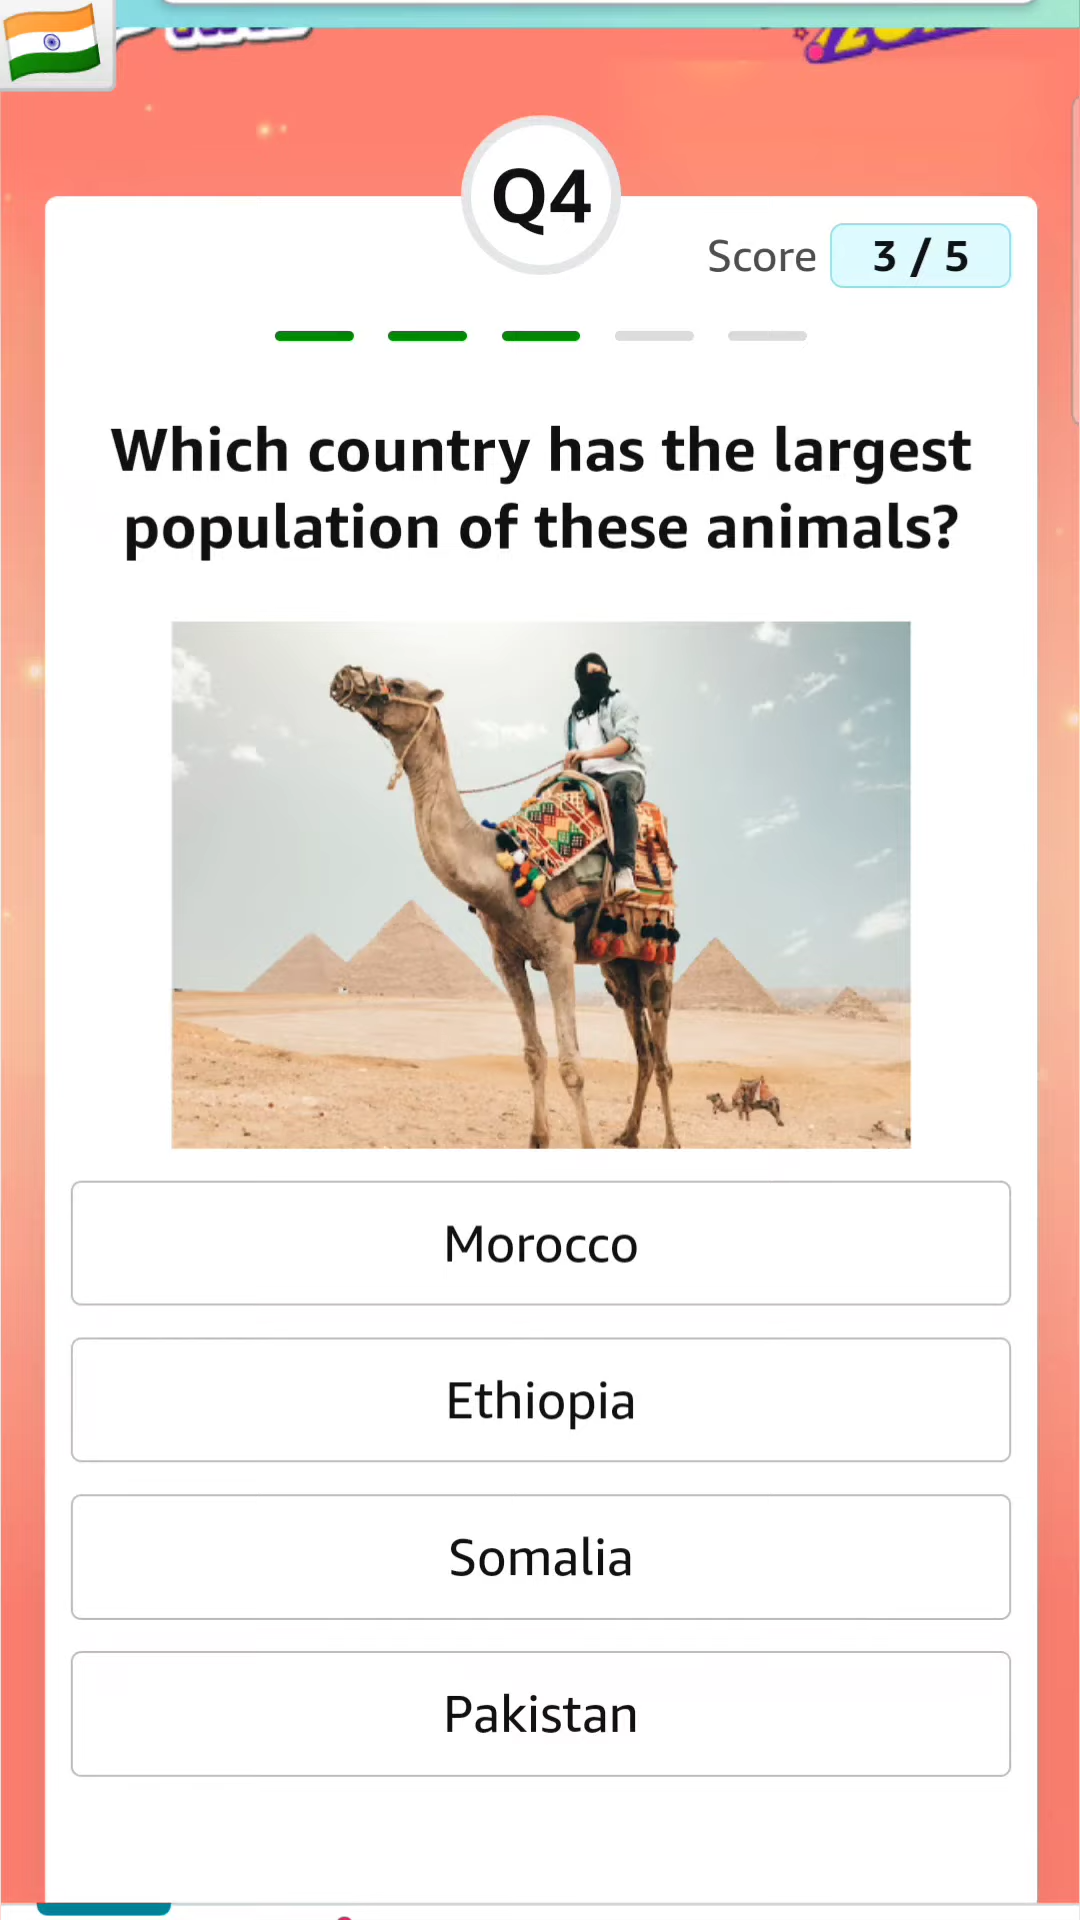 Q4
Score 3 / 5
Which country has the largest
population of these animals?
Morocco
Ethiopia
Somalia
Pakistan